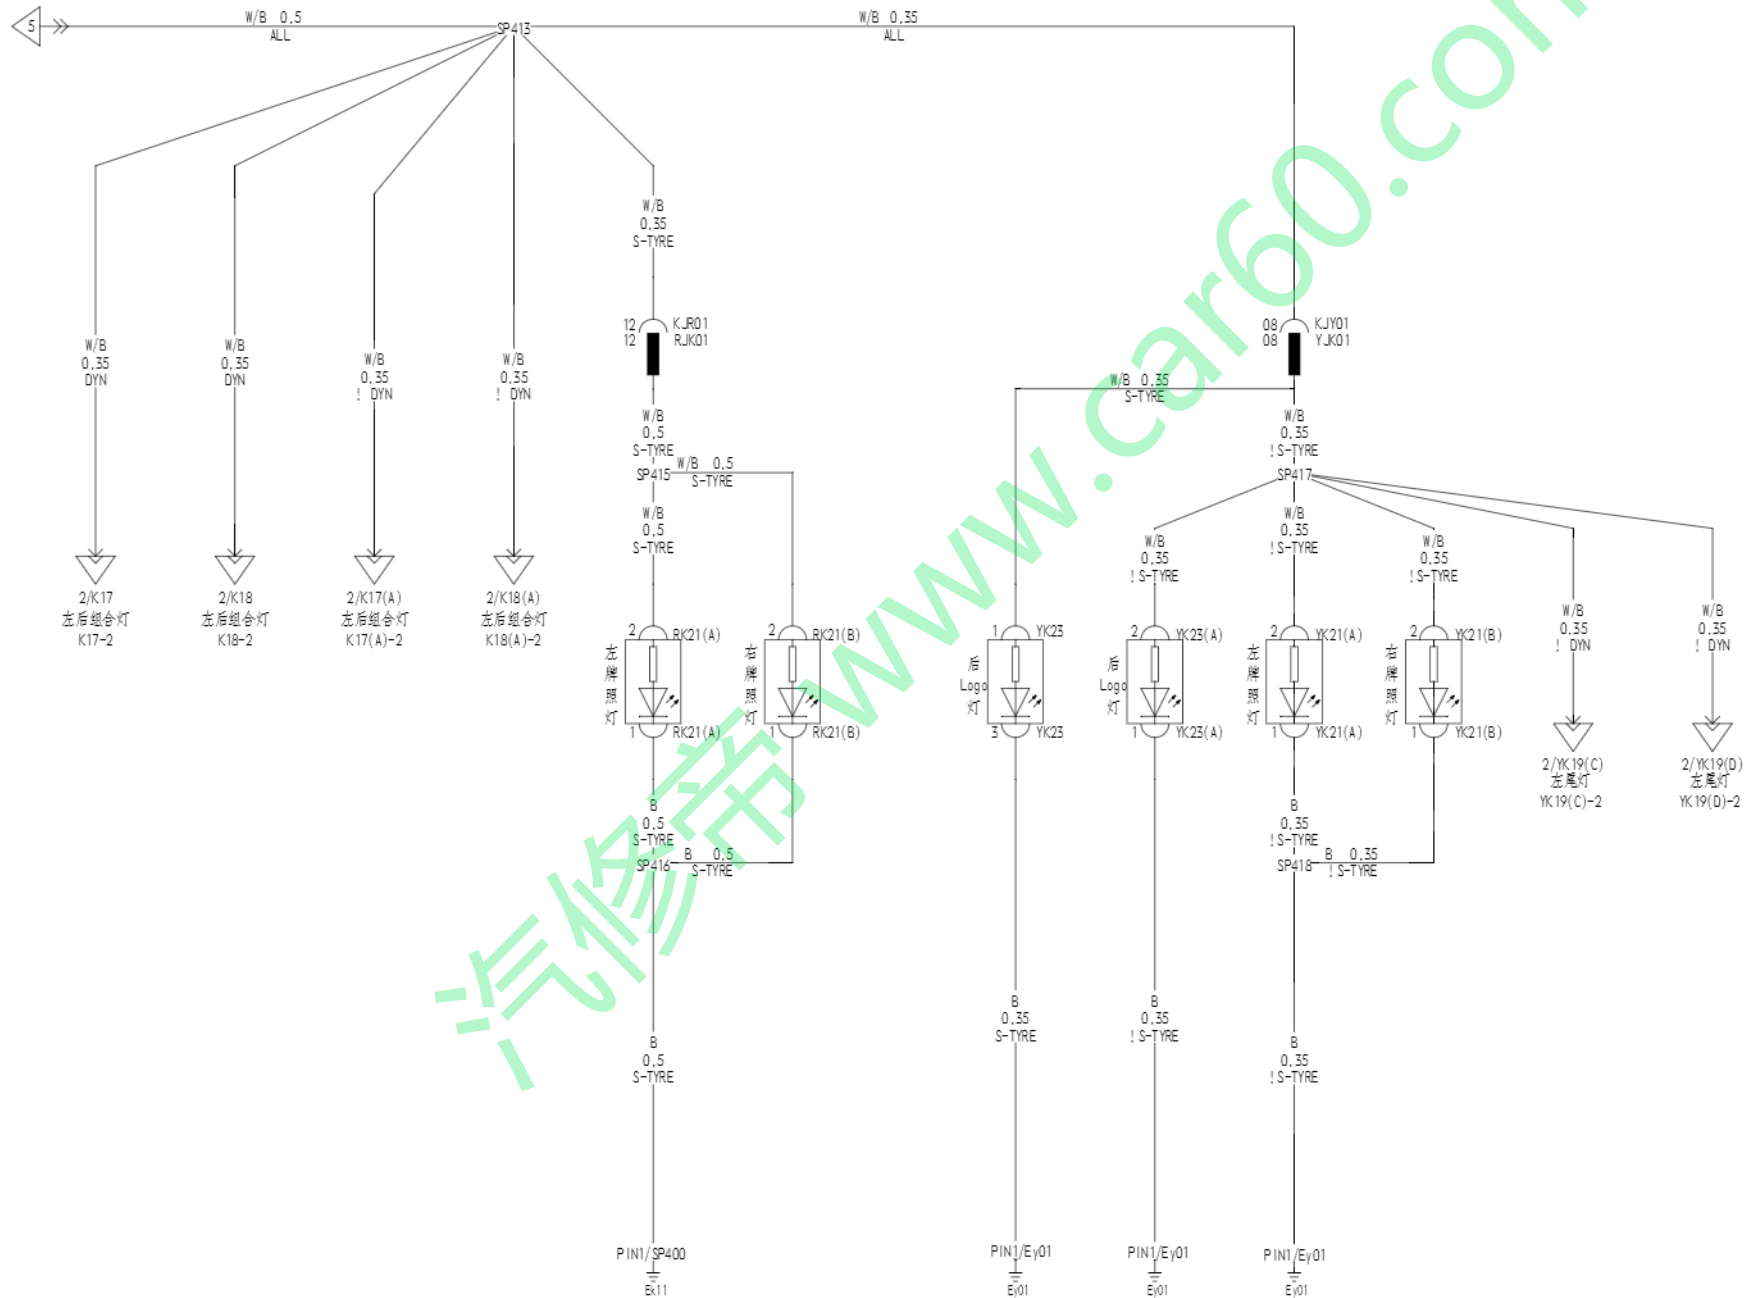 5
W/B 0.5
ALL
SP413
W/B 0.35
ALL
W/B
0.35
S-TYRE
12 KJR01
12 RJK01
08 KJY01
08 YJK01
W/B
0.35
DYN
W/B
0.35
DYN
W/B
0.35
! DYN
W/B
0.35
! DYN
W/B 0.35
S-TYRE
W/B
0.5
S-TYRE
W/B
0.35
! S-TYRE
SP415
W/B 0.5
S-TYRE
SP417
W/B
0.5
S-TYRE
W/B
0.35
! S-TYRE
W/B
0.35
! S-TYRE
W/B
0.35
! S-TYRE
2/K17
左后组合灯
K17-2
2/K18
左后组合灯
K18-2
2/K17(A)
左后组合灯
K17(A)-2
2/K18(A)
左后组合灯
K18(A)-2
W/B
0.35
! DYN
W/B
0.35
! DYN
2 RK21(A)
左牌照灯
1 RK21(A)
2 RK21(B)
右牌照灯
1 RK21(B)
1 YK23
后
Logo
灯
3 YK23
2 YK23(A)
后
Logo
灯
1 YK23(A)
2 YK21(A)
左牌照灯
1 YK21(A)
2 YK21(B)
右牌照灯
1 YK21(B)
2/YK19(C)
左尾灯
YK19(C)-2
2/YK19(D)
左尾灯
YK19(D)-2
B
0.5
S-TYRE
SP416
B 0.5
S-TYRE
B
0.35
! S-TYRE
SP418
B 0.35
! S-TYRE
B
0.5
S-TYRE
B
0.35
S-TYRE
B
0.35
! S-TYRE
B
0.35
! S-TYRE
PIN1/SP400
Ek11
PIN1/Ey01
Ey01
PIN1/Ey01
Ey01
PIN1/Ey01
Ey01
汽修帝 www.car60.com